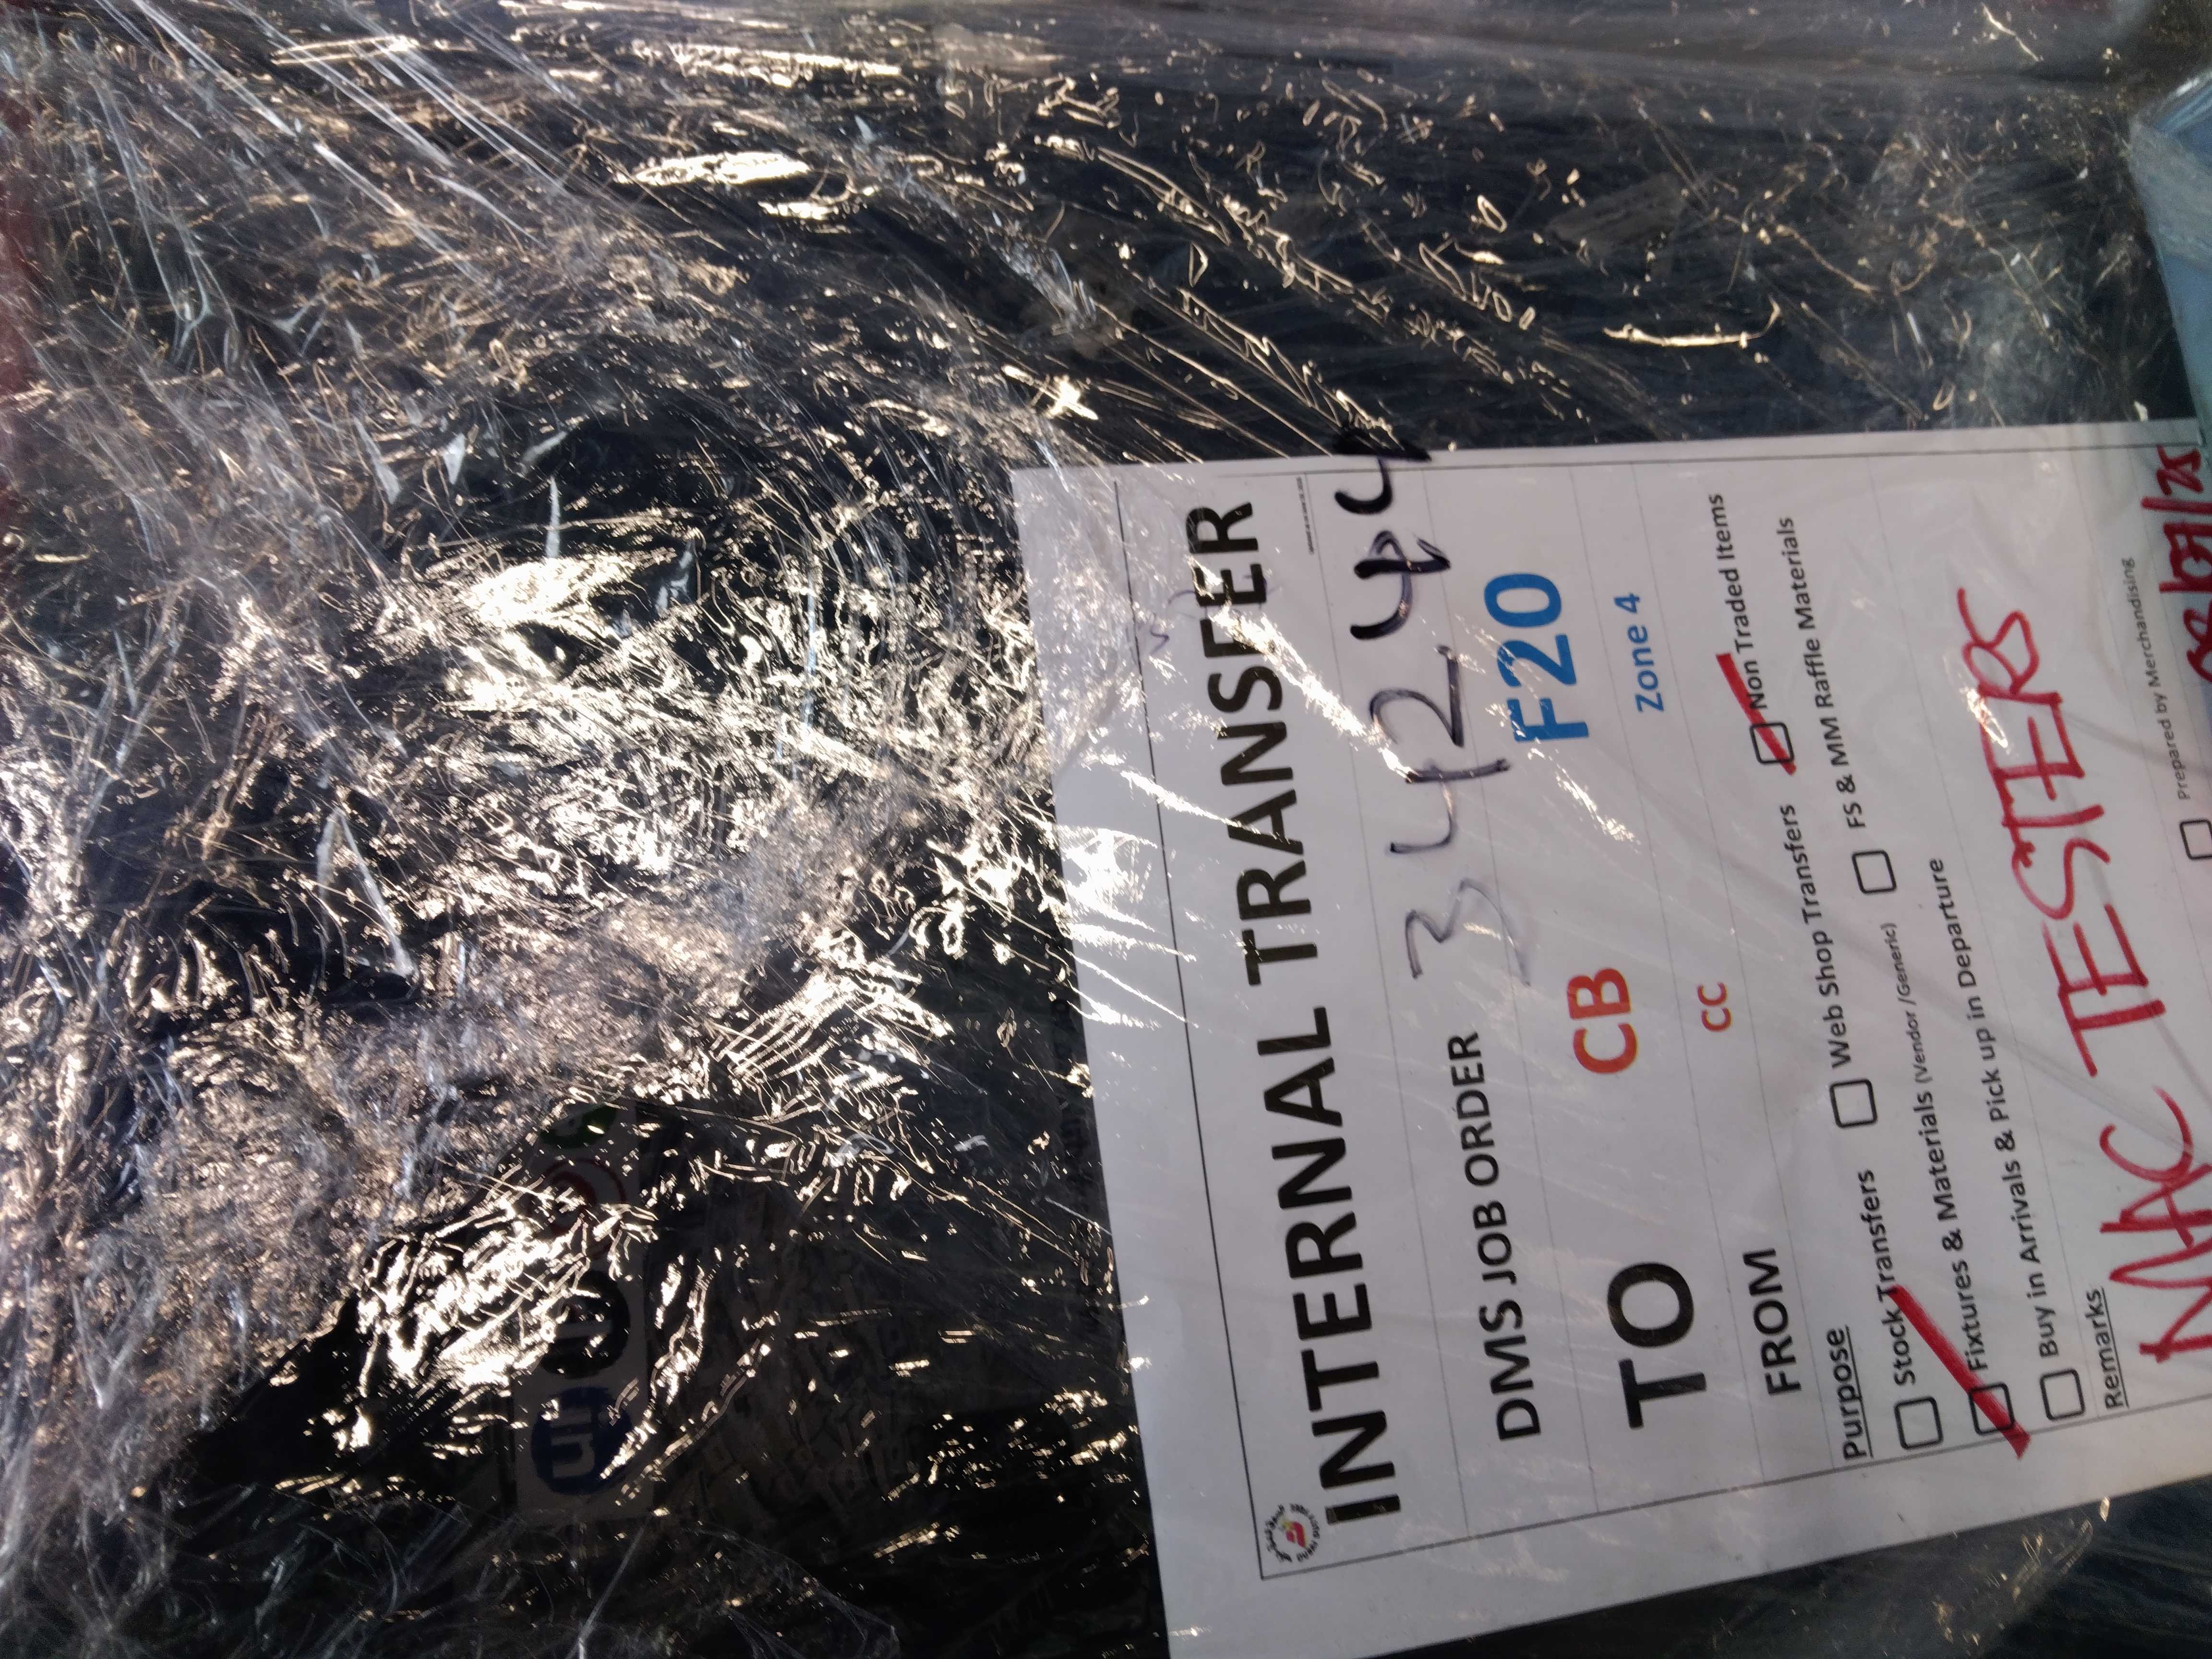 INTERNAL TRANSFER
DMS JOB ORDER 341244
TO CB F20
FROM CC Zone 4
Purpose Web Shop Transfers Non Traded Items
Stock Transfers
Fixtures & Materials (Vendor /Generic) FS & MM Raffle Materials
Buy in Arrivals & Pick up in Departure
Remarks
MAC TESTERS
Prepared by Merchandising